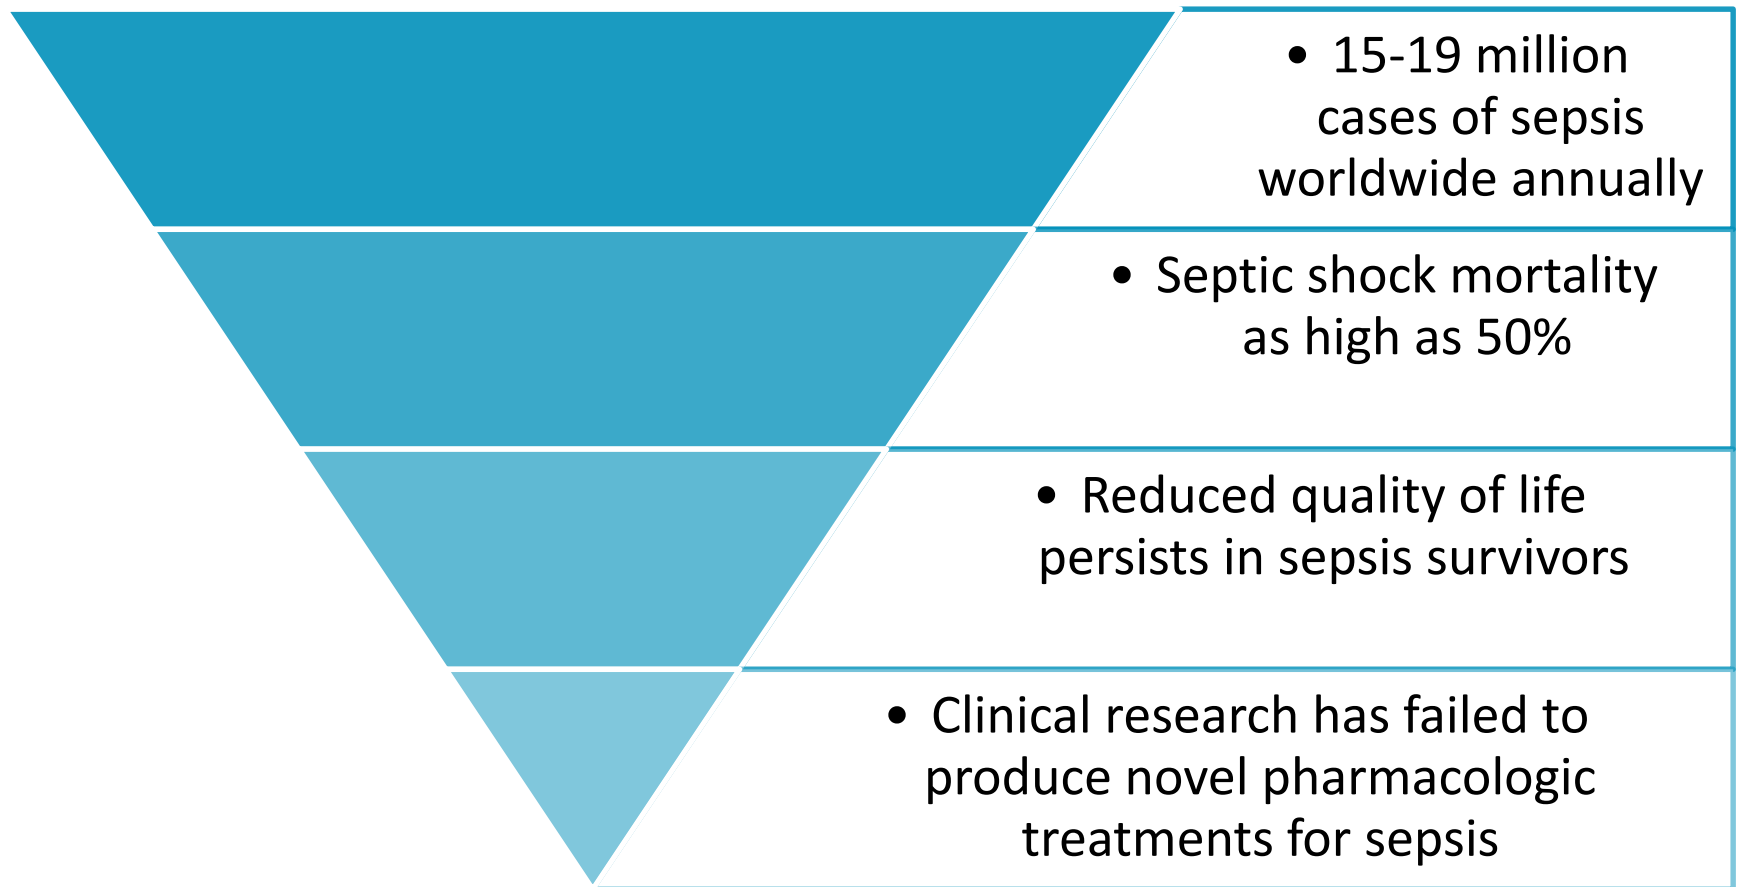 • 15-19 million
cases of sepsis
worldwide annually
• Septic shock mortality
as high as 50%
• Reduced quality of life
persists in sepsis survivors
• Clinical research has failed to
produce novel pharmacologic
treatments for sepsis